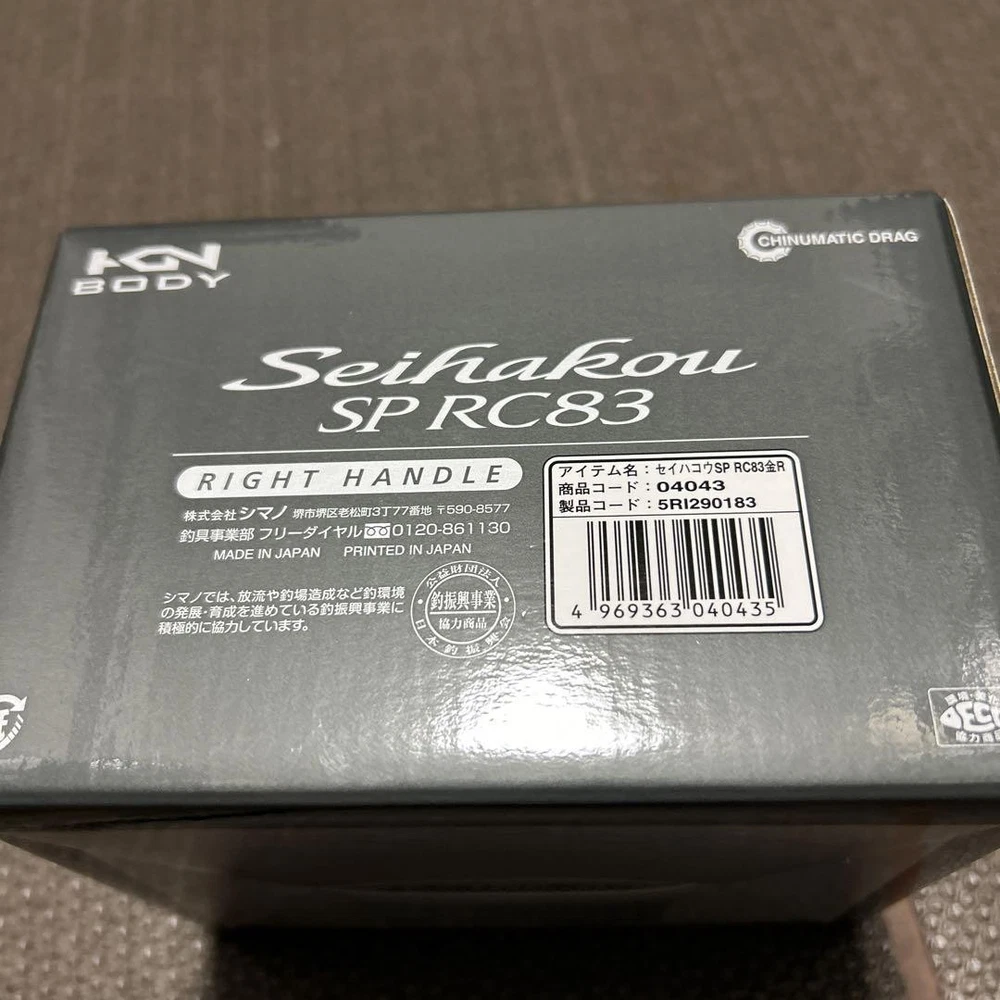 HGN
BODY
CHINUMATIC DRAG
Seihakou
SP RC83
RIGHT HANDLE
株式会社シマノ 堺市堺区老松町3丁77番地 〒590-8577
釣具事業部 フリーダイヤル 0120-861130
MADE IN JAPAN PRINTED IN JAPAN
シマノでは、放流や釣場造成など釣環境
の発展・育成を進めている釣振興事業に
積極的に協力しています。
公益財団法人
釣振興事業
協力商品
日本釣振興会
アイテム名:セイハコウSP RC83金R
商品コード:04043
製品コード:5RI290183
4 969363 040435
協力商